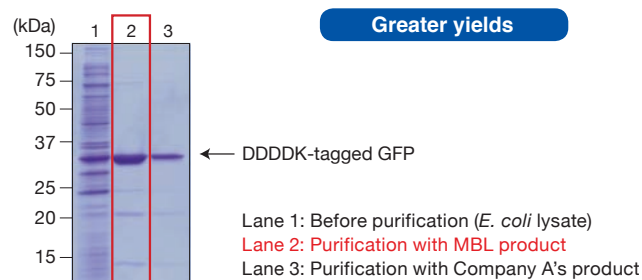 (kDa) 1 2 3
Greater yields
150
75
50
37
DDDDK-tagged GFP
25
20
15
Lane 1: Before purification (E. coli lysate)
Lane 2: Purification with MBL product
Lane 3: Purification with Company A's product